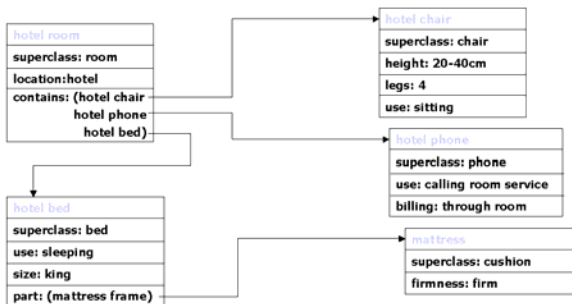 hotel room
superclass: room
location:hotel
contains: (hotel chair
hotel phone
hotel bed)
hotel chair
superclass: chair
height: 20-40cm
legs: 4
use: sitting
hotel phone
superclass: phone
use: calling room service
billing: through room
hotel bed
superclass: bed
use: sleeping
size: king
part: (mattress frame)
mattress
superclass: cushion
firmness: firm